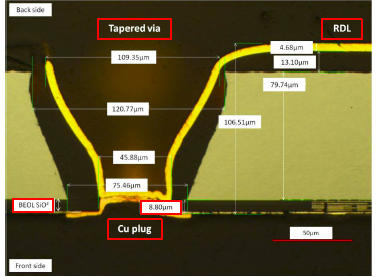 Back side
Tapered via
RDL
4.68µm
109.35µm
13.10µm
79.74µm
120.77µm
106.51µm
45.88µm
75.46µm
BEOL SiO²
8.80µm
Cu plug
50µm
Front side